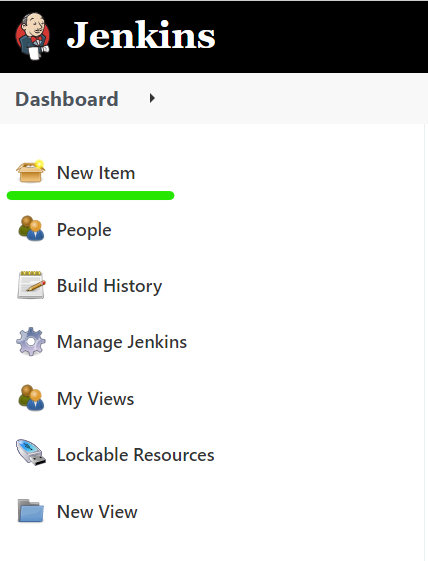 Jenkins
Dashboard
New Item
People
Build History
Manage Jenkins
My Views
Lockable Resources
New View